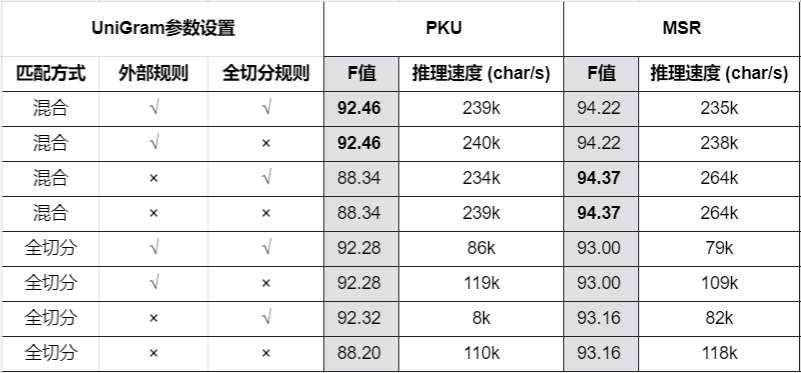 UniGram参数设置 PKU MSR
匹配方式 外部规则 全切分规则 F值 推理速度 (char/s) F值 推理速度 (char/s)
混合 √ √ 92.46 239k 94.22 235k
混合 √ × 92.46 240k 94.22 238k
混合 × √ 88.34 234k 94.37 264k
混合 × × 88.34 239k 94.37 264k
全切分 √ √ 92.28 86k 93.00 79k
全切分 √ × 92.28 119k 93.00 109k
全切分 × √ 92.32 8k 93.16 82k
全切分 × × 88.20 110k 93.16 118k